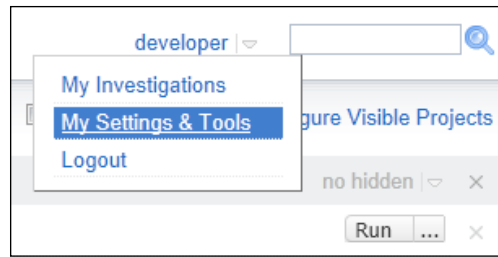 developer
My Investigations
My Settings & Tools
gure Visible Projects
Logout
no hidden
Run ...